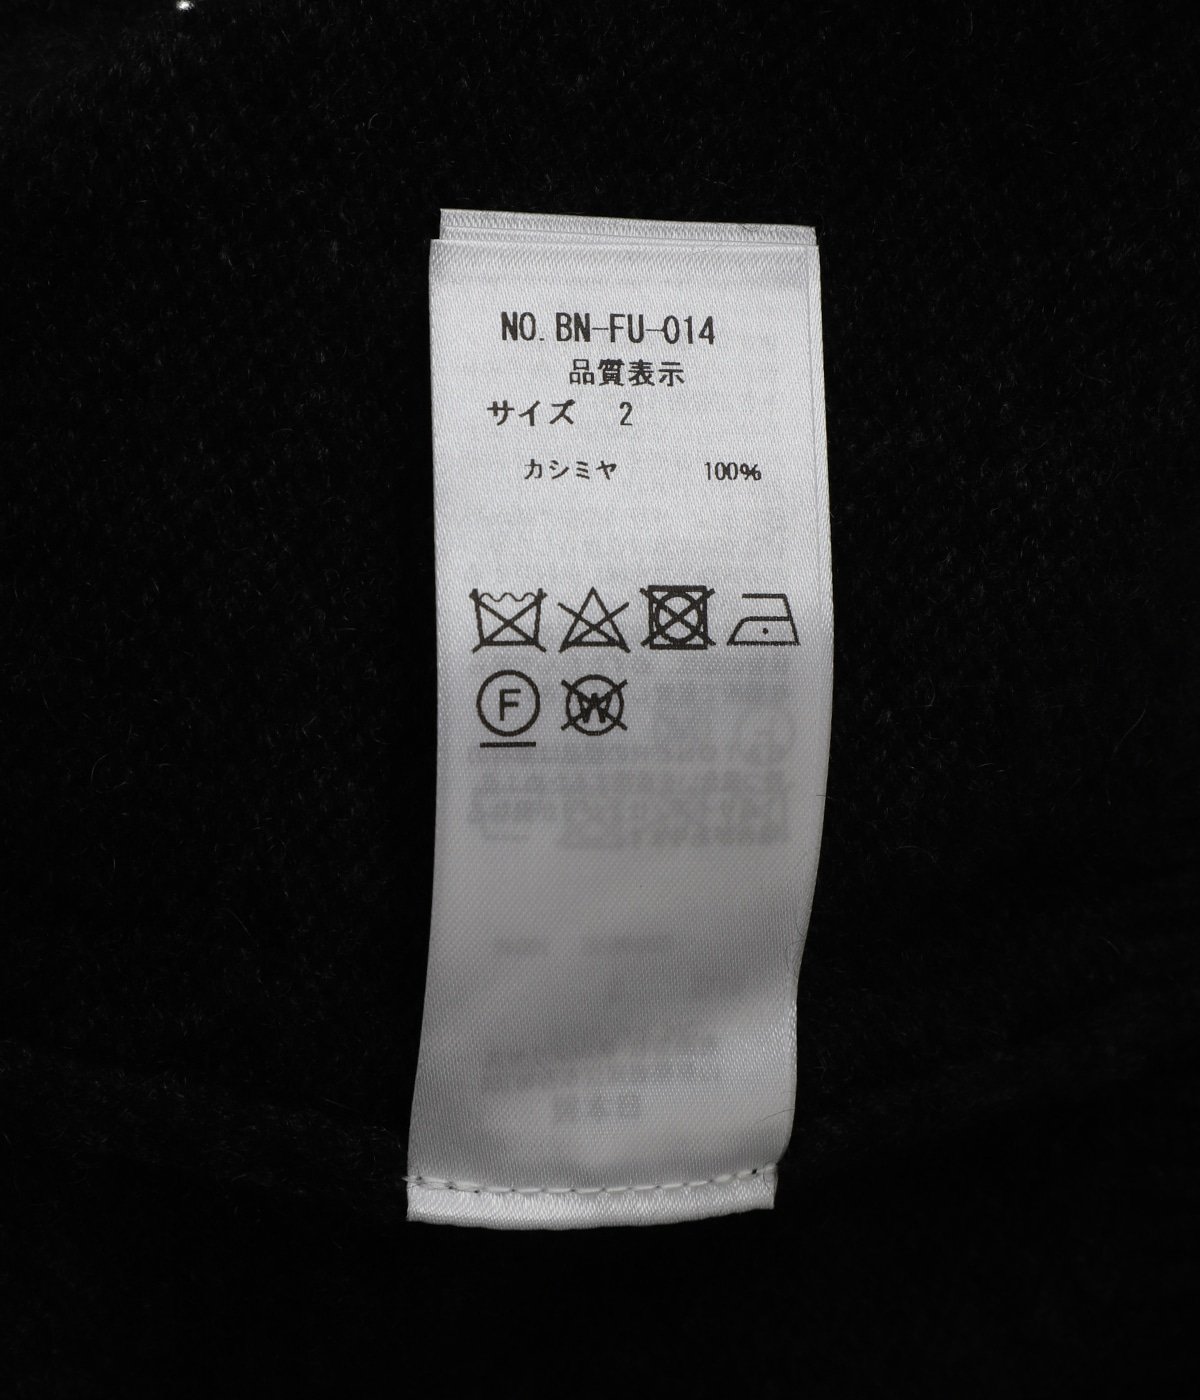 NO. BN-FU-014
品質表示
サイズ 2
カシミヤ 100%
F
W